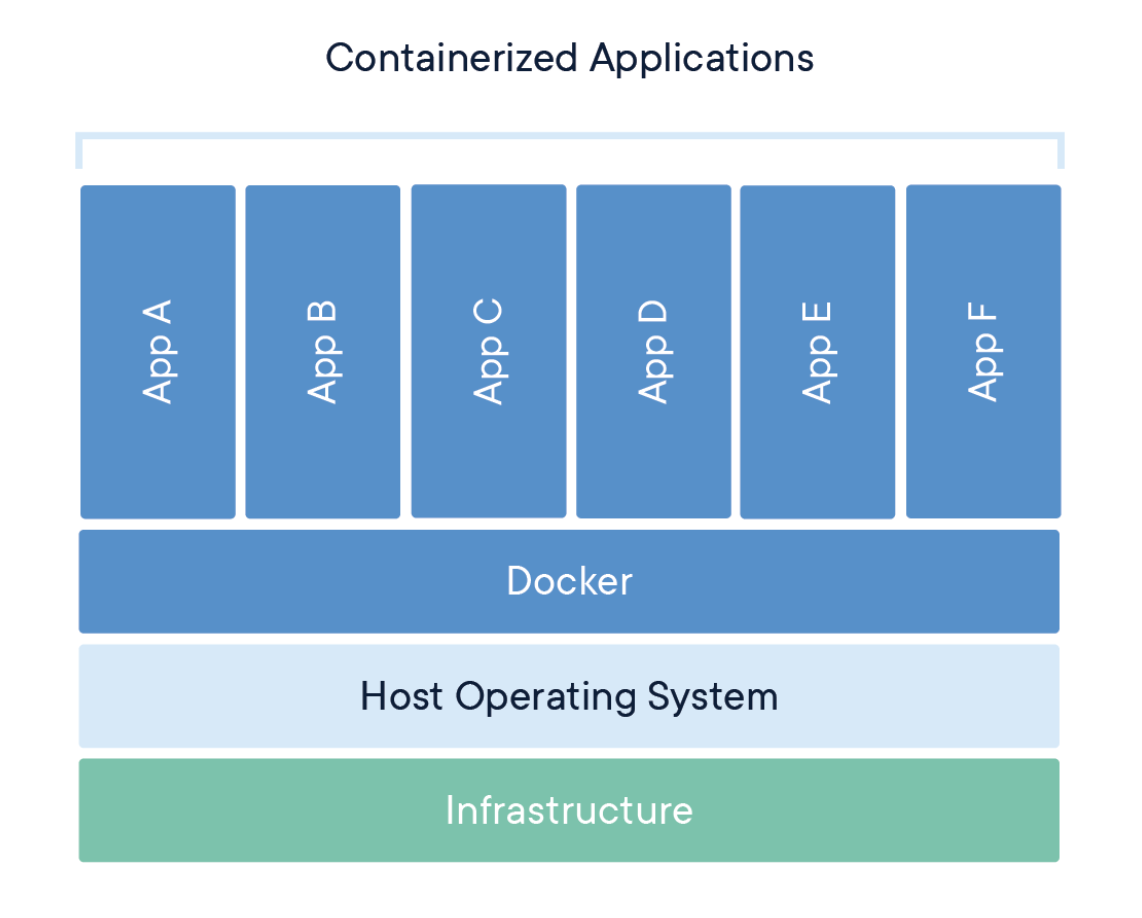 Containerized Applications
App A
App B
App C
App D
App E
App F
Docker
Host Operating System
Infrastructure